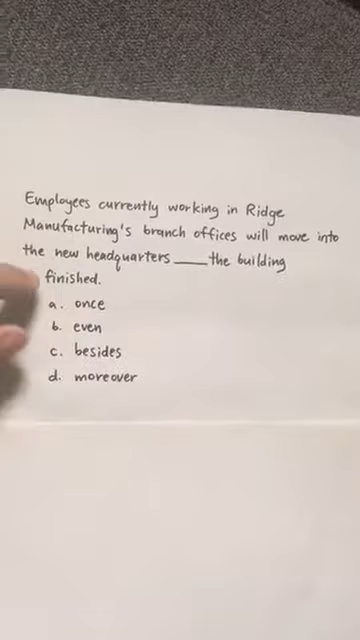 Employees currently working in Ridge
Manufacturing's branch offices will move into
the new headquarters ____ the building
finished.
a. once
b. even
c. besides
d. moreover